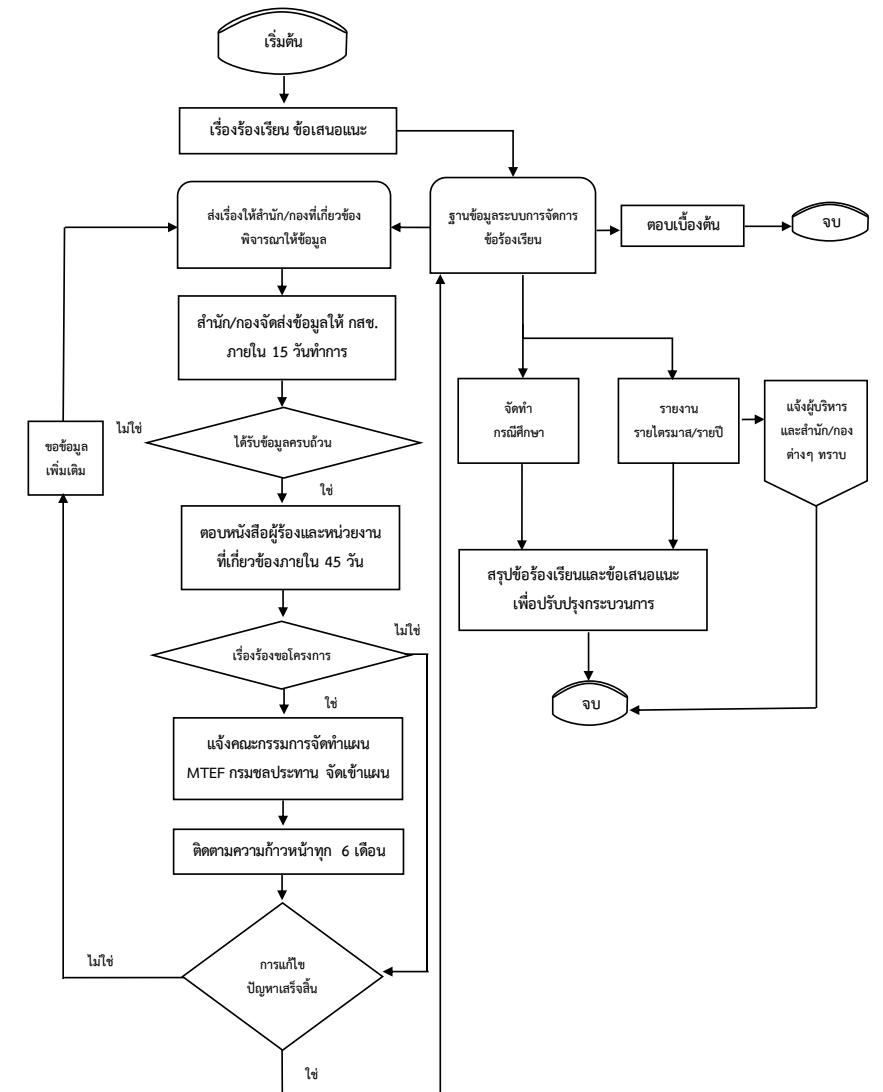 เริ่มต้น
เรื่องร้องเรียน ข้อเสนอแนะ
ส่งเรื่องให้สำนัก/กองที่เกี่ยวข้อง
พิจารณาให้ข้อมูล
ฐานข้อมูลระบบการจัดการ
ข้อร้องเรียน
ตอบเบื้องต้น
จบ
สำนัก/กองจัดส่งข้อมูลให้ กสช.
ภายใน 15 วันทำการ
จัดทำ
กรณีศึกษา
รายงาน
รายไตรมาส/รายปี
แจ้งผู้บริหาร
และสำนัก/กอง
ต่างๆ ทราบ
ขอข้อมูล
เพิ่มเติม
ไม่ใช่
ได้รับข้อมูลครบถ้วน
ใช่
ตอบหนังสือผู้ร้องและหน่วยงาน
ที่เกี่ยวข้องภายใน 45 วัน
สรุปข้อร้องเรียนและข้อเสนอแนะ
เพื่อปรับปรุงกระบวนการ
ไม่ใช่
เรื่องร้องขอโครงการ
ใช่
จบ
แจ้งคณะกรรมการจัดทำแผน
MTEF กรมชลประทาน จัดเข้าแผน
ติดตามความก้าวหน้าทุก 6 เดือน
ไม่ใช่
การแก้ไข
ปัญหาเสร็จสิ้น
ใช่